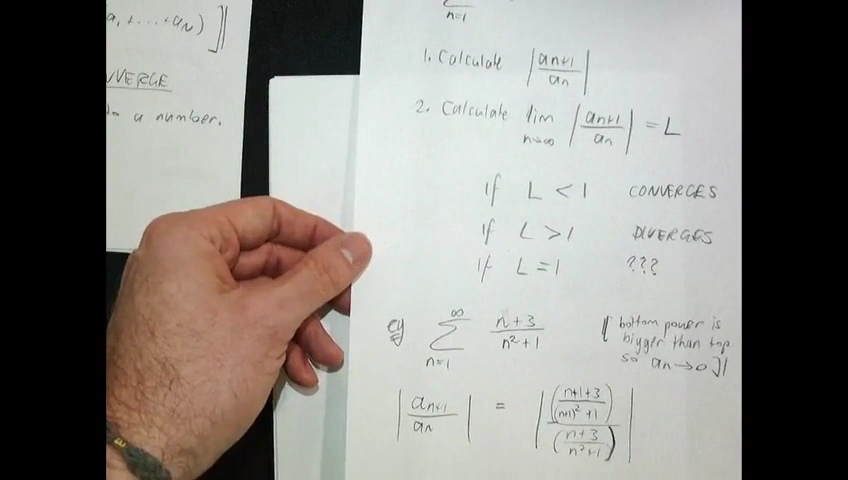 a, +...+aN) ]]
VERGE
a number.
∑ n=1
1. Calculate |an+1/an|
2. Calculate lim n→∞ |an+1/an| = L
if L < 1 CONVERGES
if L > 1 DIVERGES
if L = 1 ???
eg ∑ n=1 ∞ n+3/n²+1 [[ bottom power is
bigger than top
so an → 0 ]]
|an+1/an| = |((n+1+3)/((n+1)²+1))/((n+3)/(n²+1))|